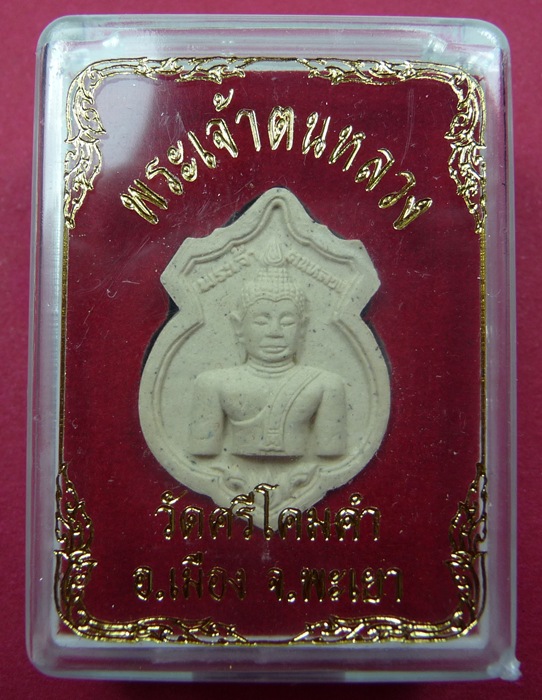 พระเจ้าตนหลวง
พระเจ้า ตนหลวง
วัดศรีโคมคำ
อ.เมือง จ.พะเยา